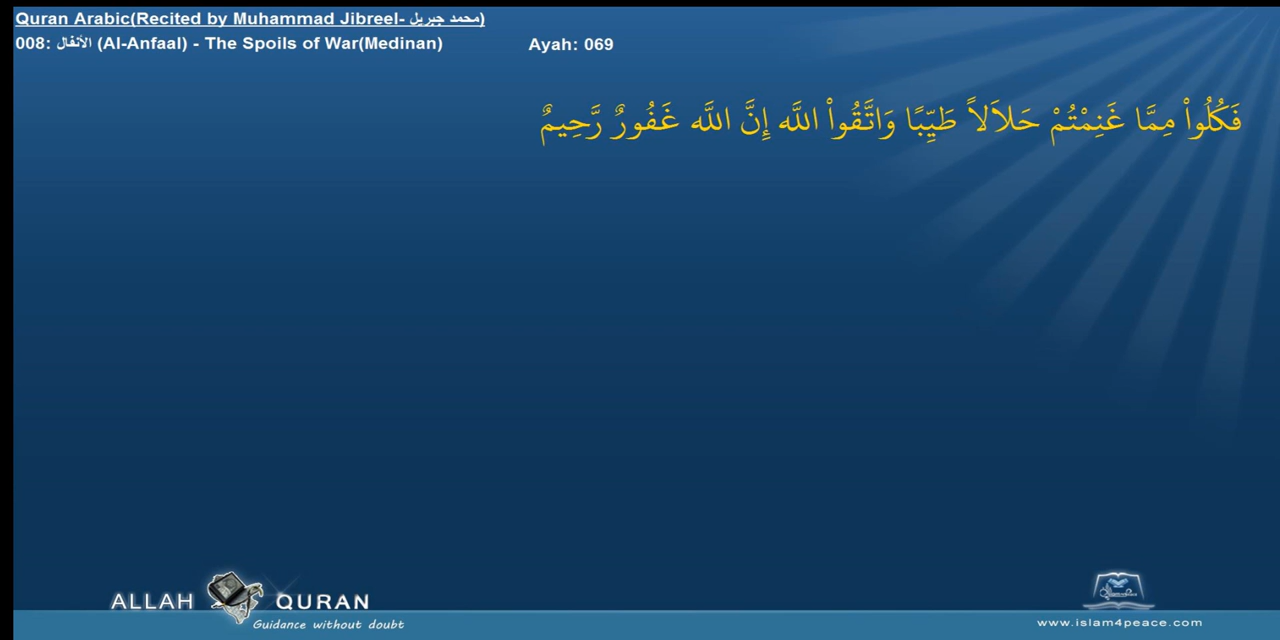 Quran Arabic(Recited by Muhammad Jibreel- محمد جبريل)
008: الأنفال (Al-Anfaal) - The Spoils of War(Medinan) Ayah: 069
فَكُلُواْ مِمَّا غَنِمْتُمْ حَلاَلاً طَيِّبًا وَاتَّقُواْ اللَّه إِنَّ اللَّه غَفُورٌ رَّحِيمٌ
ALLAH QURAN
Guidance without doubt
www.islam4peace.com